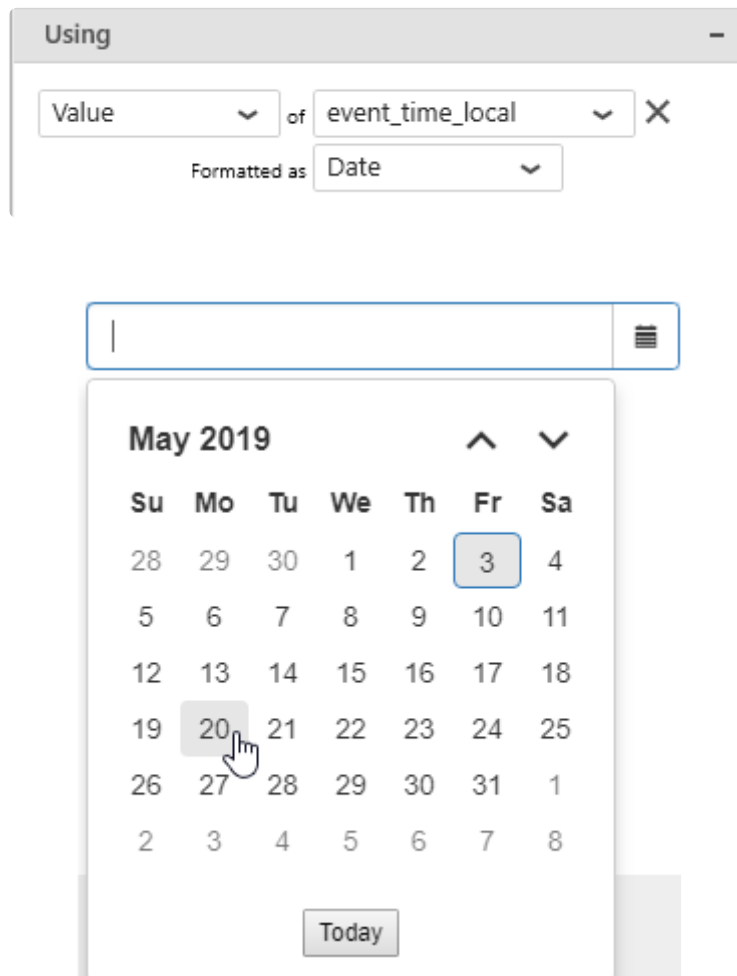 Using
Value of event_time_local
Formatted as Date
May 2019
Su Mo Tu We Th Fr Sa
28 29 30 1 2 3 4
5 6 7 8 9 10 11
12 13 14 15 16 17 18
19 20 21 22 23 24 25
26 27 28 29 30 31 1
2 3 4 5 6 7 8
Today